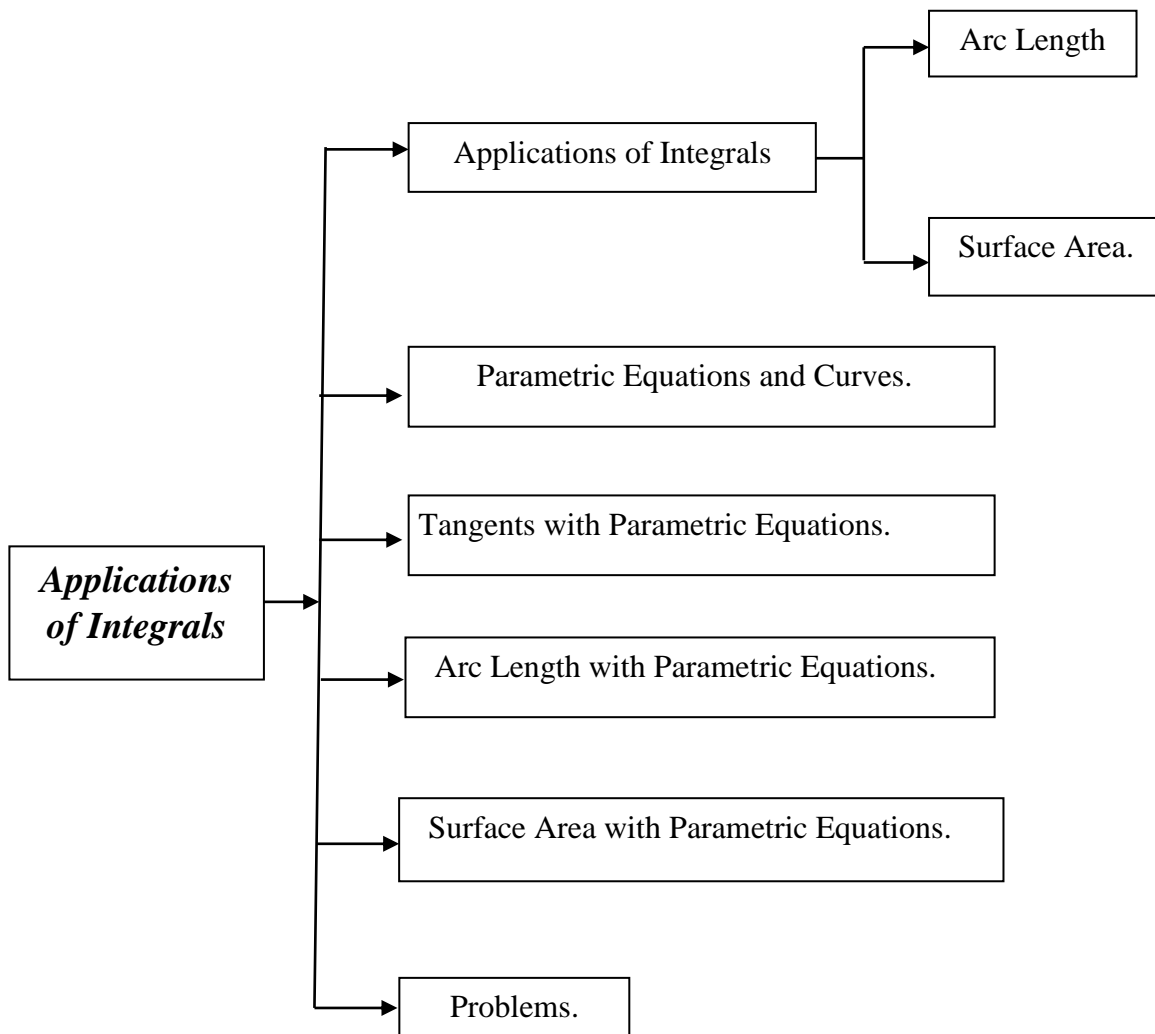 Arc Length
Applications of Integrals
Surface Area.
Parametric Equations and Curves.
Tangents with Parametric Equations.
Applications
of Integrals
Arc Length with Parametric Equations.
Surface Area with Parametric Equations.
Problems.